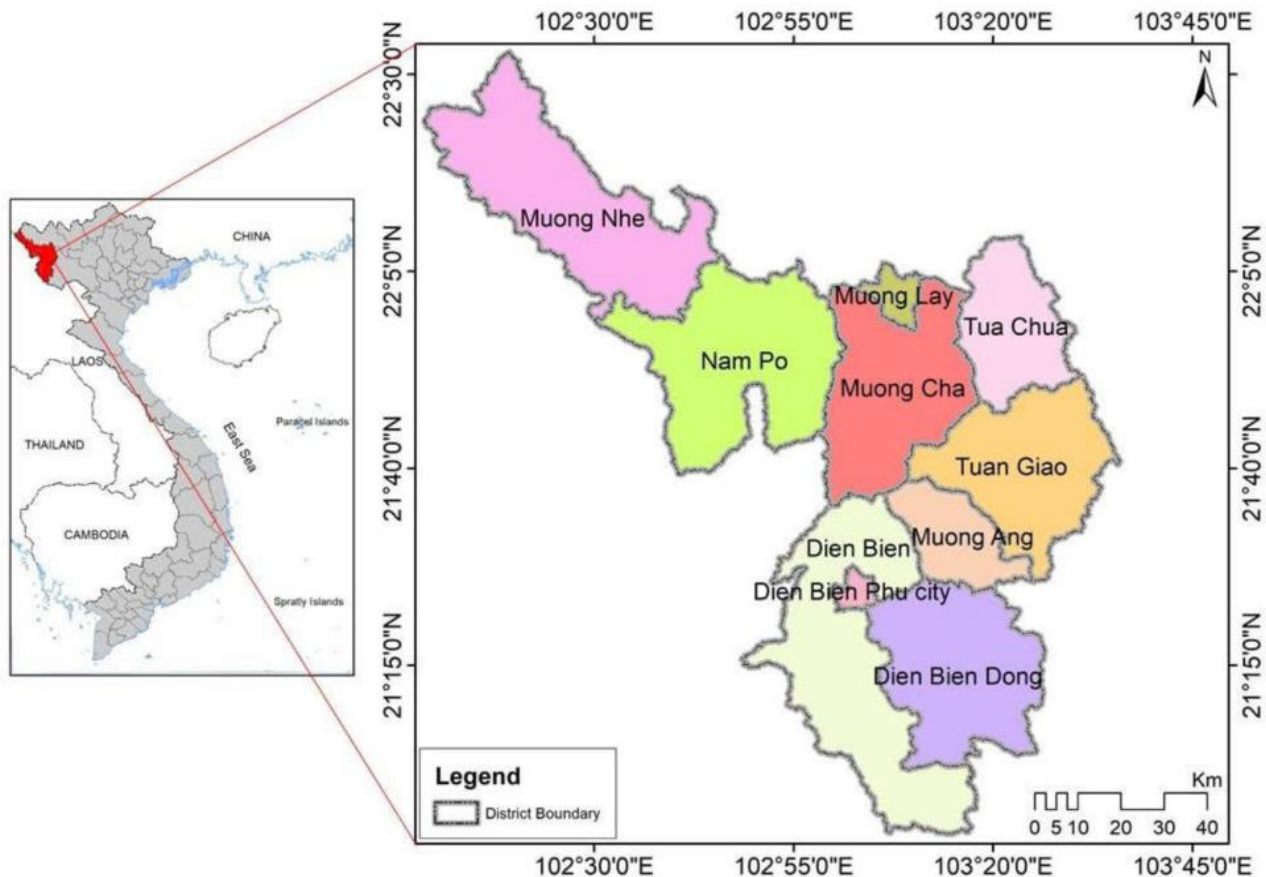 102°30'0"E 102°55'0"E 103°20'0"E 103°45'0"E
22°30'0"N
22°5'0"N
21°40'0"N
21°15'0"N
N
CHINA
LAOS
THAILAND
CAMBODIA
East Sea
Paracel Islands
Spratly Islands
Muong Nhe
Nam Po
Muong Lay
Tua Chua
Muong Cha
Tuan Giao
Muong Ang
Dien Bien
Dien Bien Phu city
Dien Bien Dong
Legend
District Boundary
Km
0 5 10 20 30 40
22°30'0"N
22°5'0"N
21°40'0"N
21°15'0"N
102°30'0"E 102°55'0"E 103°20'0"E 103°45'0"E